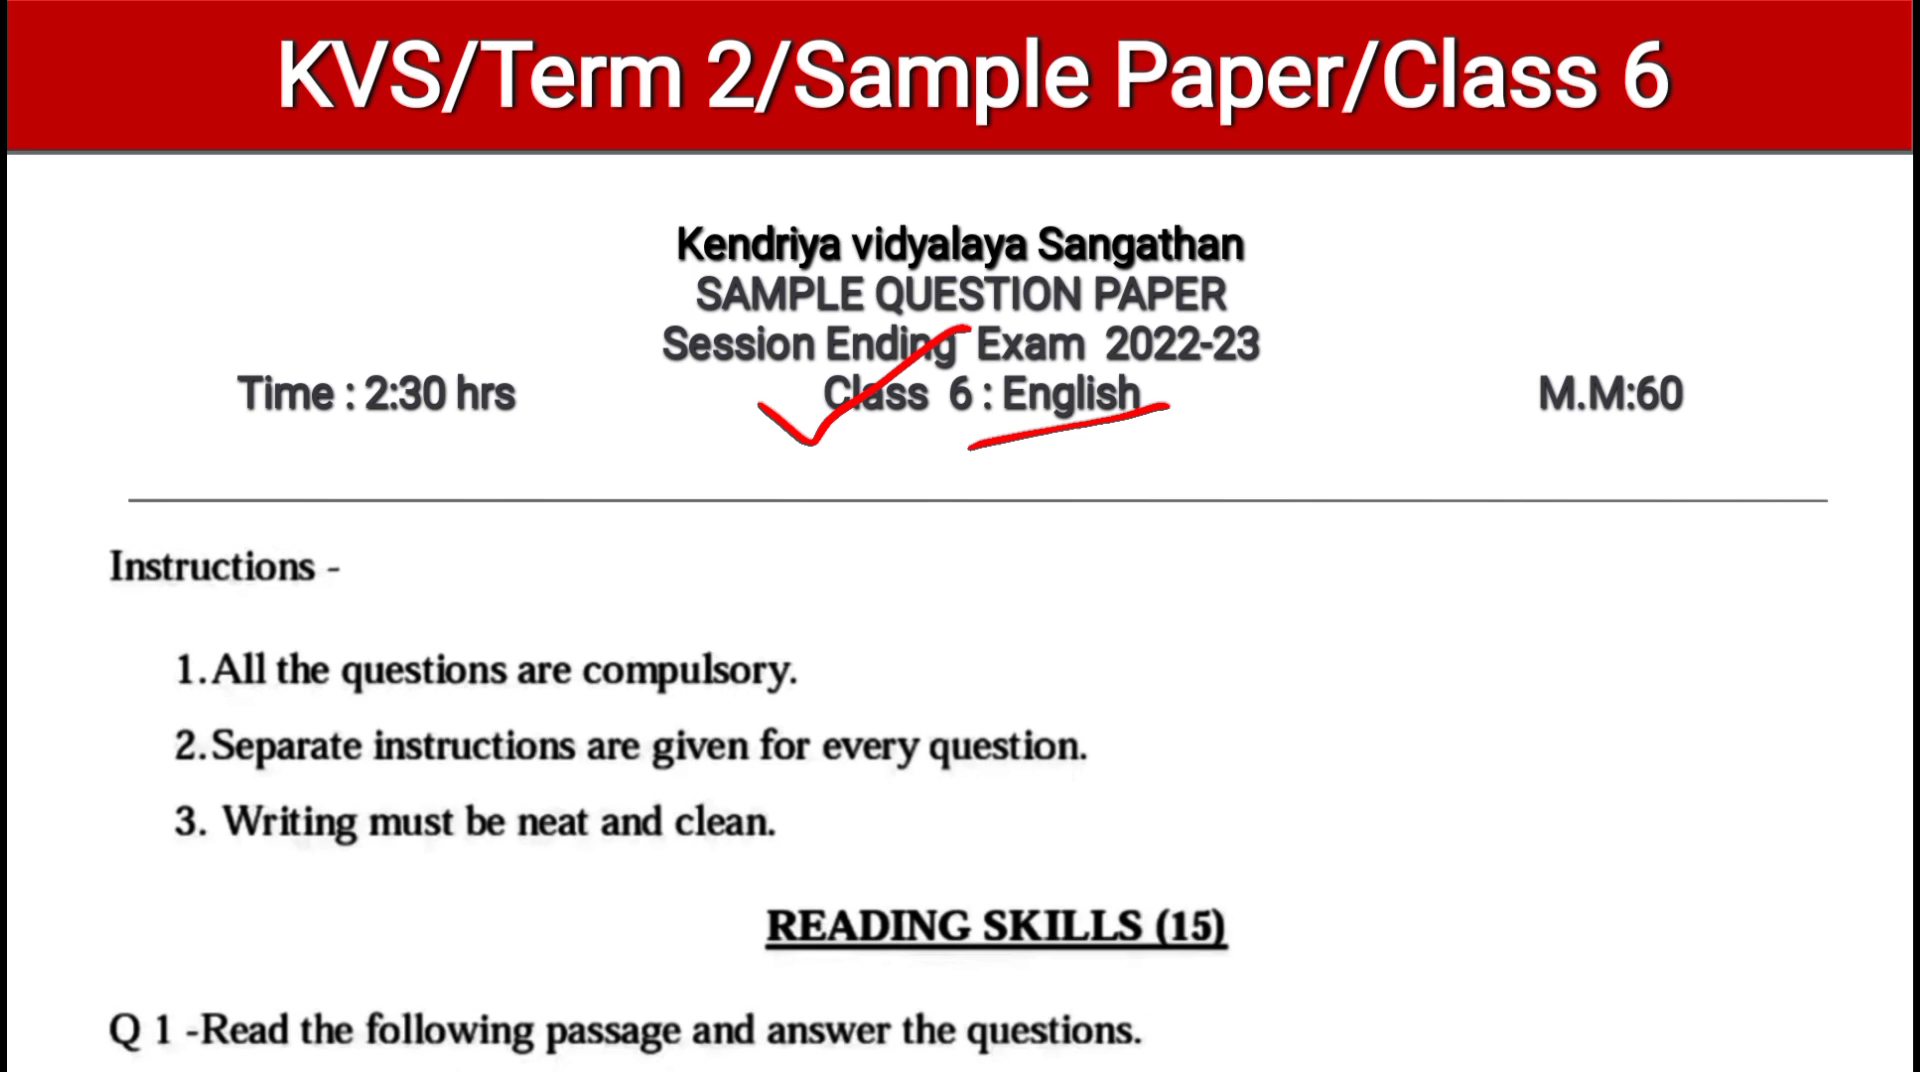 KVS/Term 2/Sample Paper/Class 6
Kendriya vidyalaya Sangathan
SAMPLE QUESTION PAPER
Session Ending Exam 2022-23
Time : 2:30 hrs Class 6 : English M.M:60
Instructions -
1.All the questions are compulsory.
2.Separate instructions are given for every question.
3. Writing must be neat and clean.
READING SKILLS (15)
Q 1 -Read the following passage and answer the questions.